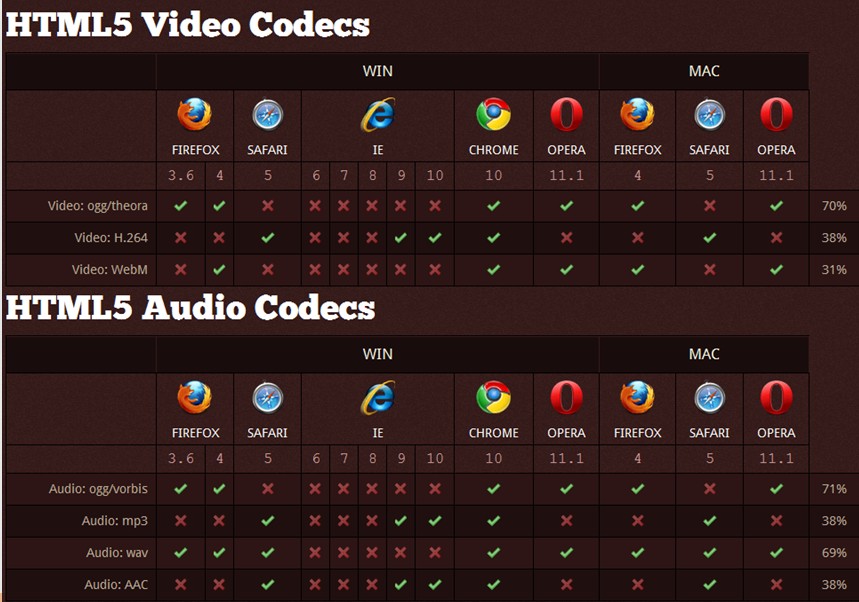 HTML5 Video Codecs
WIN MAC
FIREFOX SAFARI IE CHROME OPERA FIREFOX SAFARI OPERA
3.6 4 5 6 7 8 9 10 10 11.1 4 5 11.1
Video: ogg/theora 70%
Video: H.264 38%
Video: WebM 31%
HTML5 Audio Codecs
WIN MAC
FIREFOX SAFARI IE CHROME OPERA FIREFOX SAFARI OPERA
3.6 4 5 6 7 8 9 10 10 11.1 4 5 11.1
Audio: ogg/vorbis 71%
Audio: mp3 38%
Audio: wav 69%
Audio: AAC 38%